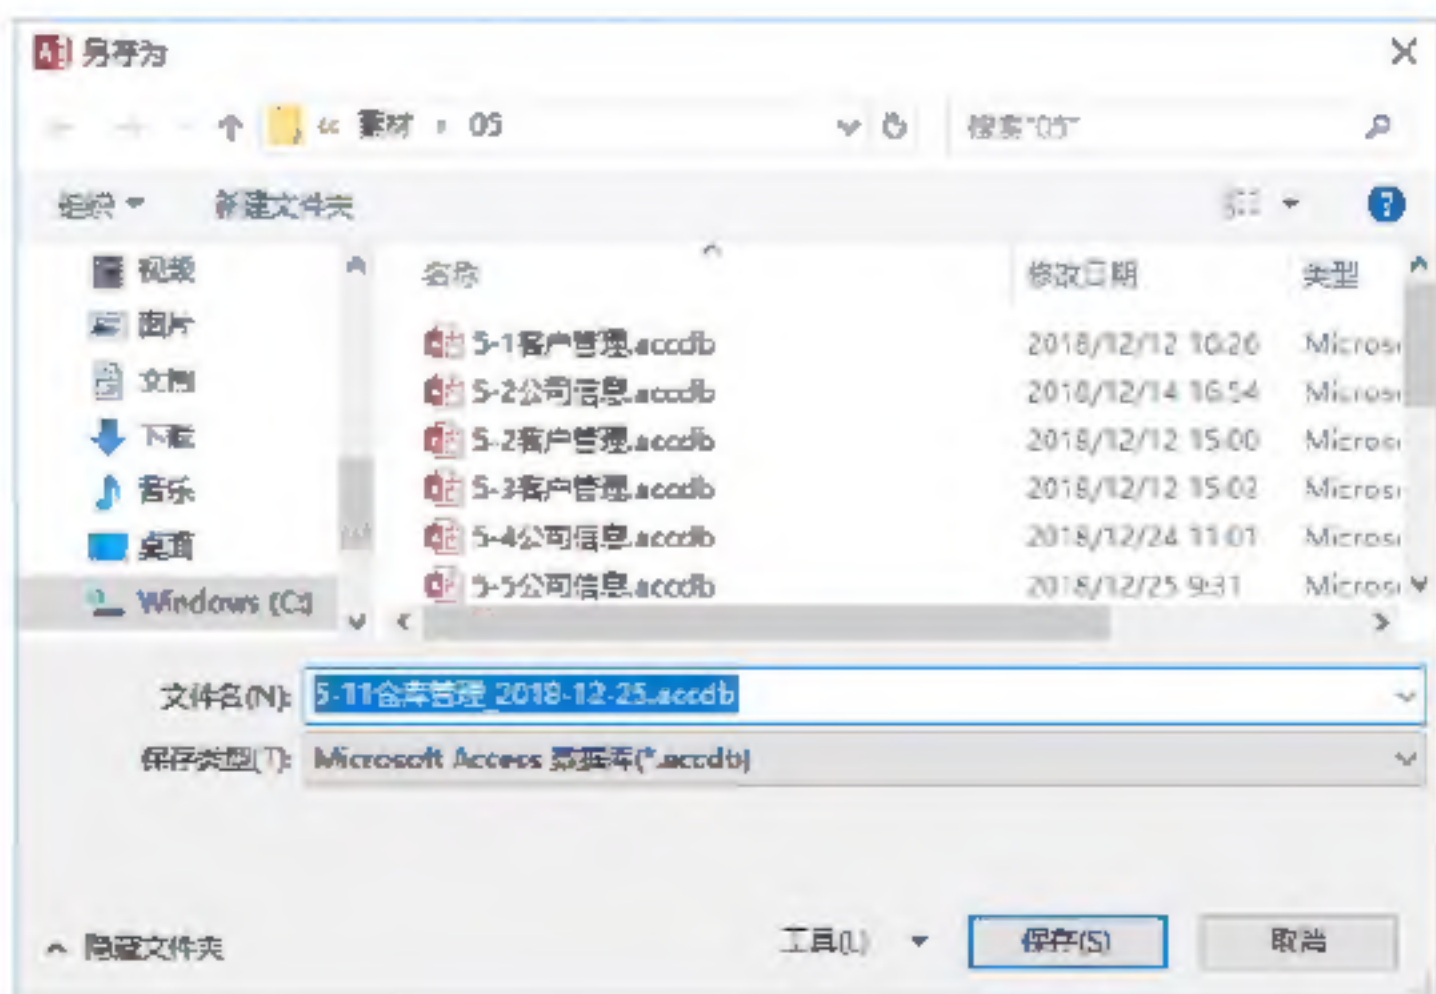 另存为
« 素材 › 05
搜索"05"
组织
新建文件夹
视频
图片
文档
下载
音乐
桌面
Windows (C:)
名称 修改日期 类型
5-1客户管理.accdb 2018/12/12 10:26 Micros
5-2公司信息.accdb 2018/12/14 16:54 Micros
5-2客户管理.accdb 2018/12/12 15:00 Micros
5-3客户管理.accdb 2018/12/12 15:02 Micros
5-4公司信息.accdb 2018/12/24 11:01 Micros
5-5公司信息.accdb 2018/12/25 9:31 Micros
文件名(N): 5-11仓库管理_2018-12-25.accdb
保存类型(T): Microsoft Access 数据库(*.accdb)
隐藏文件夹
工具(L)
保存(S)
取消